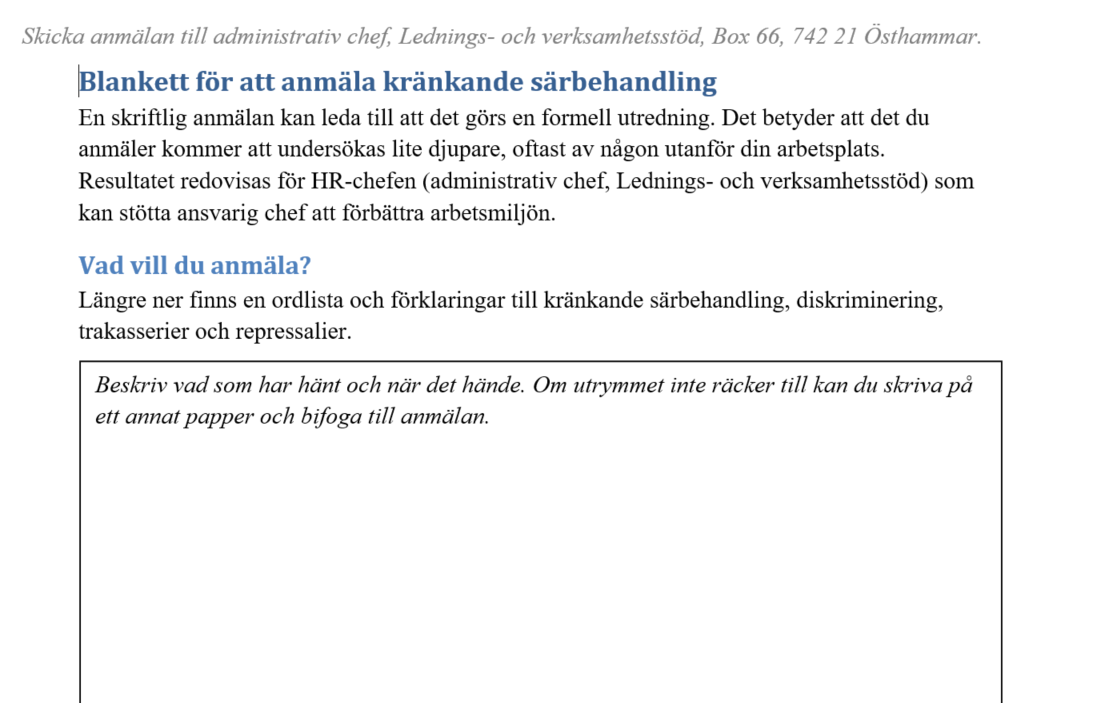 Skicka anmälan till administrativ chef, Lednings- och verksamhetsstöd, Box 66, 742 21 Östhammar.
Blankett för att anmäla kränkande särbehandling
En skriftlig anmälan kan leda till att det görs en formell utredning. Det betyder att det du
anmäler kommer att undersökas lite djupare, oftast av någon utanför din arbetsplats.
Resultatet redovisas för HR-chefen (administrativ chef, Lednings- och verksamhetsstöd) som
kan stötta ansvarig chef att förbättra arbetsmiljön.
Vad vill du anmäla?
Längre ner finns en ordlista och förklaringar till kränkande särbehandling, diskriminering,
trakasserier och repressalier.
Beskriv vad som har hänt och när det hände. Om utrymmet inte räcker till kan du skriva på
ett annat papper och bifoga till anmälan.